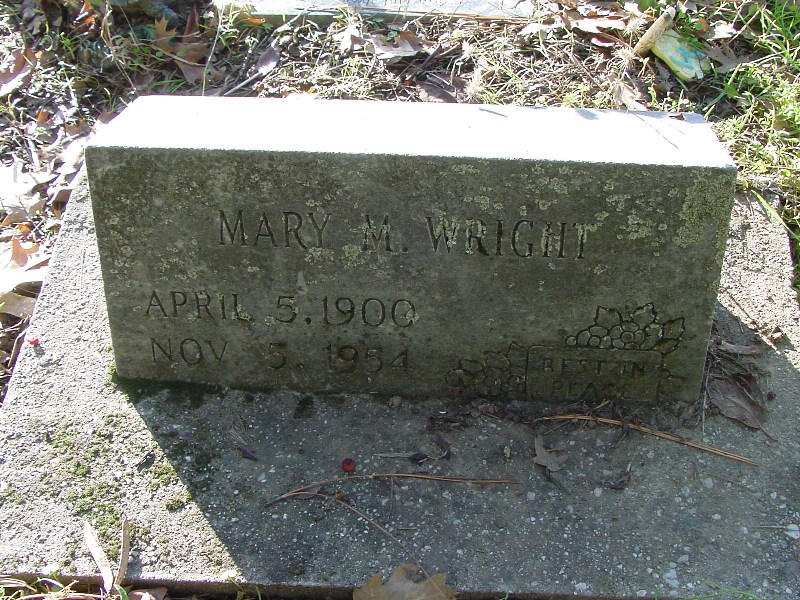 MARY M. WRIGHT
APRIL 5, 1900
NOV 5, 1954
REST IN
PEACE